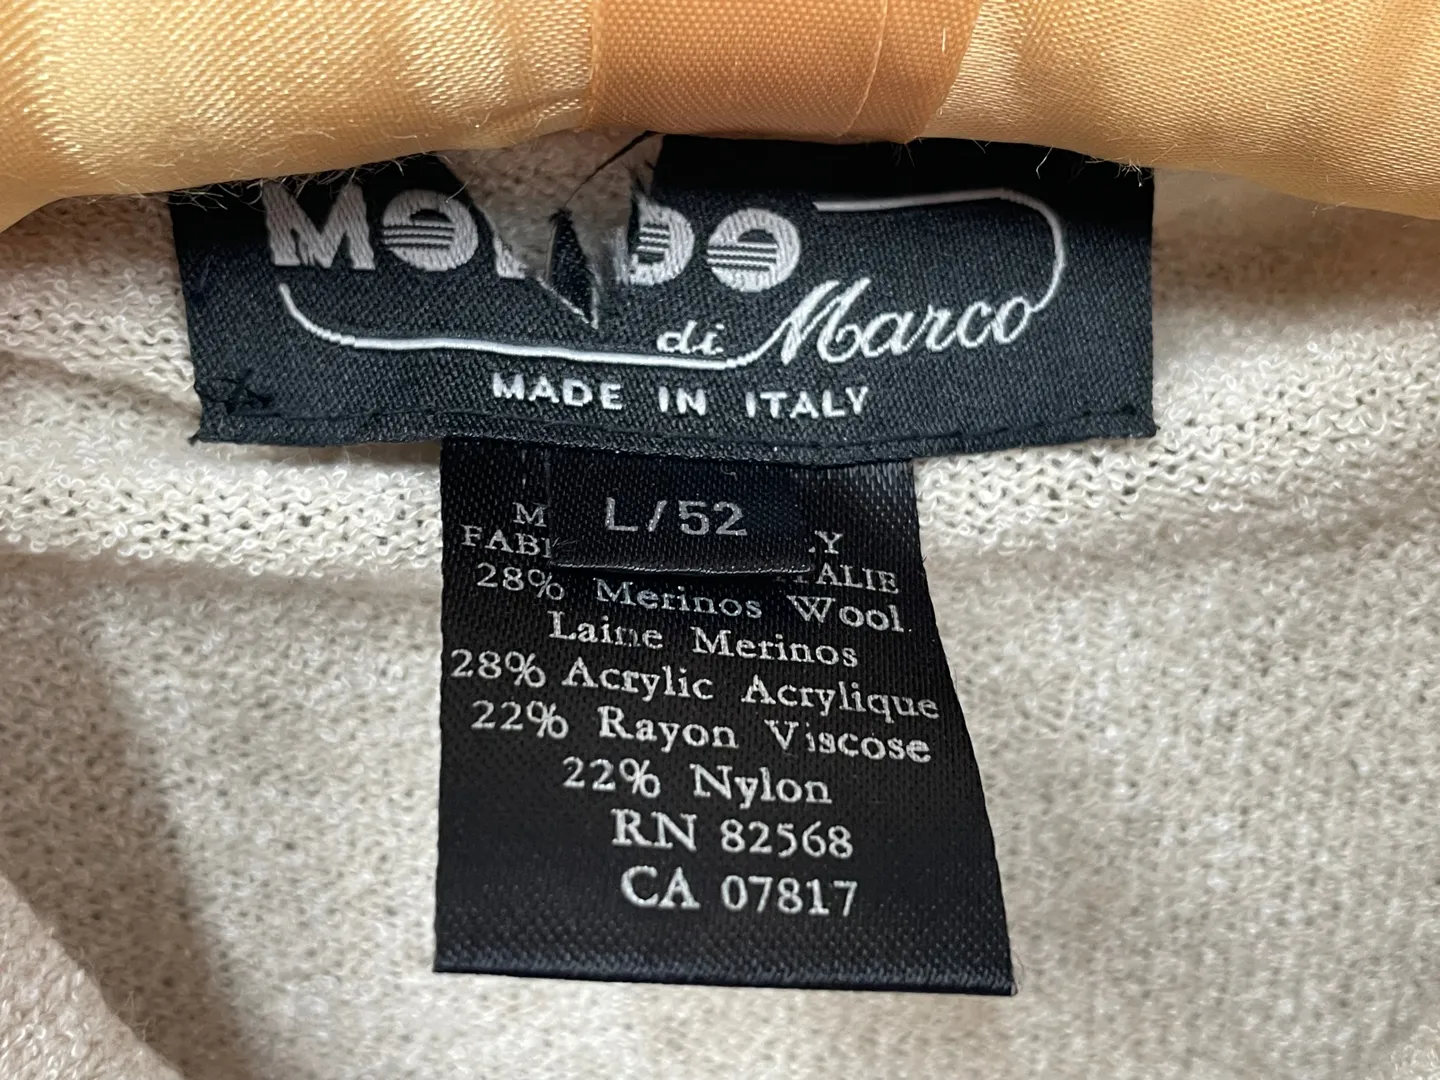 di Marco
MADE IN ITALY
L/52
28% Merinos Wool
Laine Merinos
28% Acrylic Acrylique
22% Rayon Viscose
22% Nylon
RN 82568
CA 07817